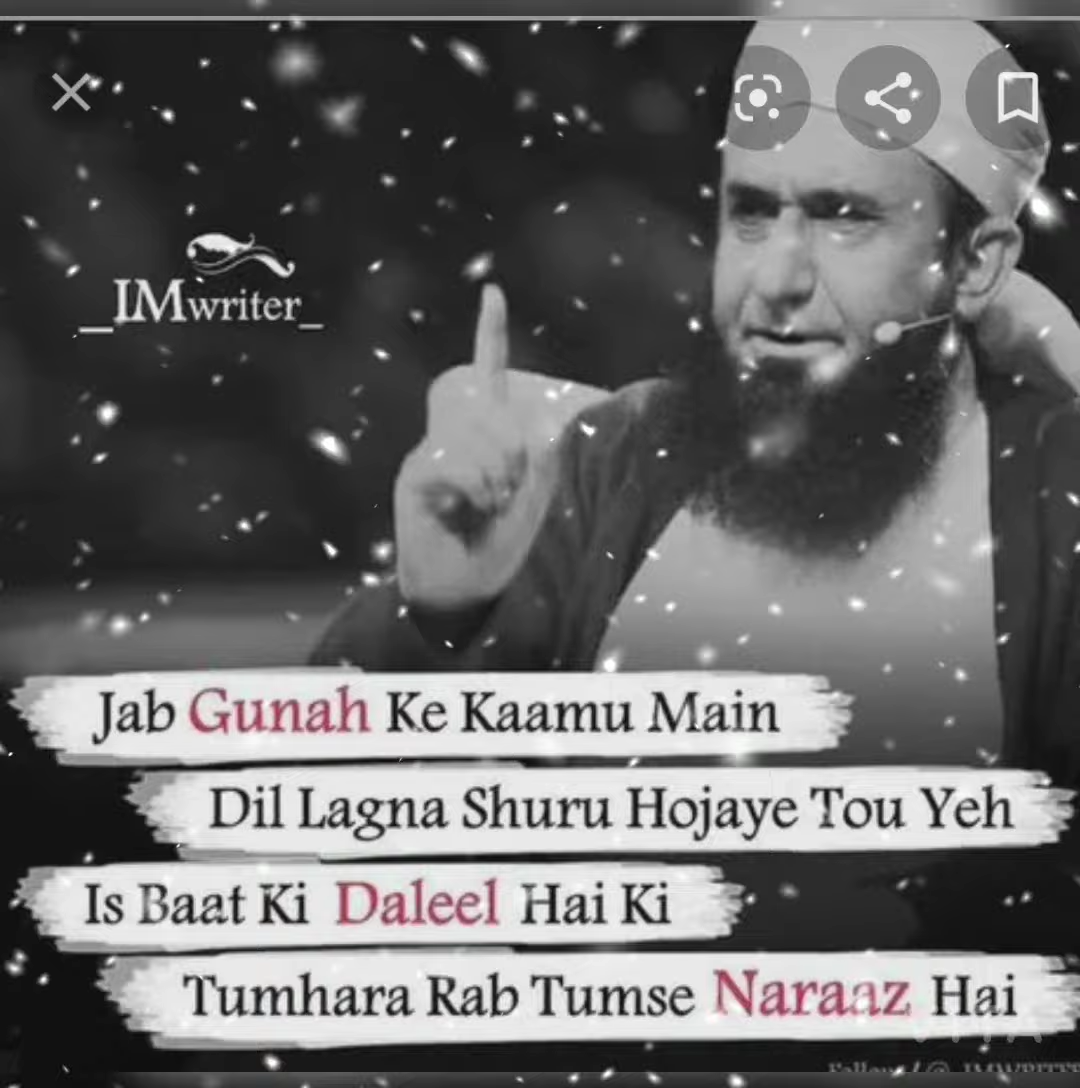 _IMwriter_
Jab Gunah Ke Kaamu Main
Dil Lagna Shuru Hojaye Tou Yeh
Is Baat Ki Daleel Hai Ki
Tumhara Rab Tumse Naraaz Hai